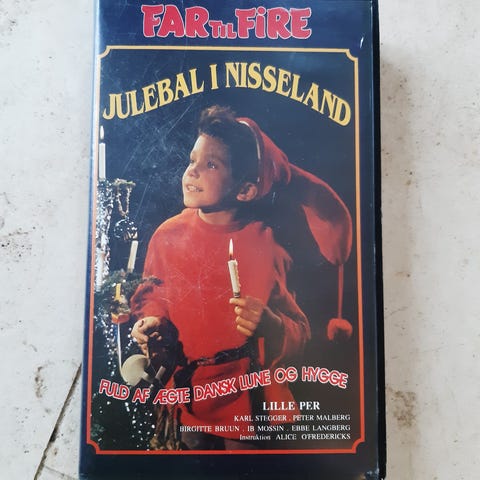 FAR TIL FIRE
JULEBAL I NISSELAND
FULD AF ÆGTE DANSK LUNE OG HYGGE
LILLE PER
KARL STEGGER . PETER MALBERG
BIRGITTE BRUUN . IB MOSSIN . EBBE LANGBERG
Instruktion ALICE O'FREDERICKS